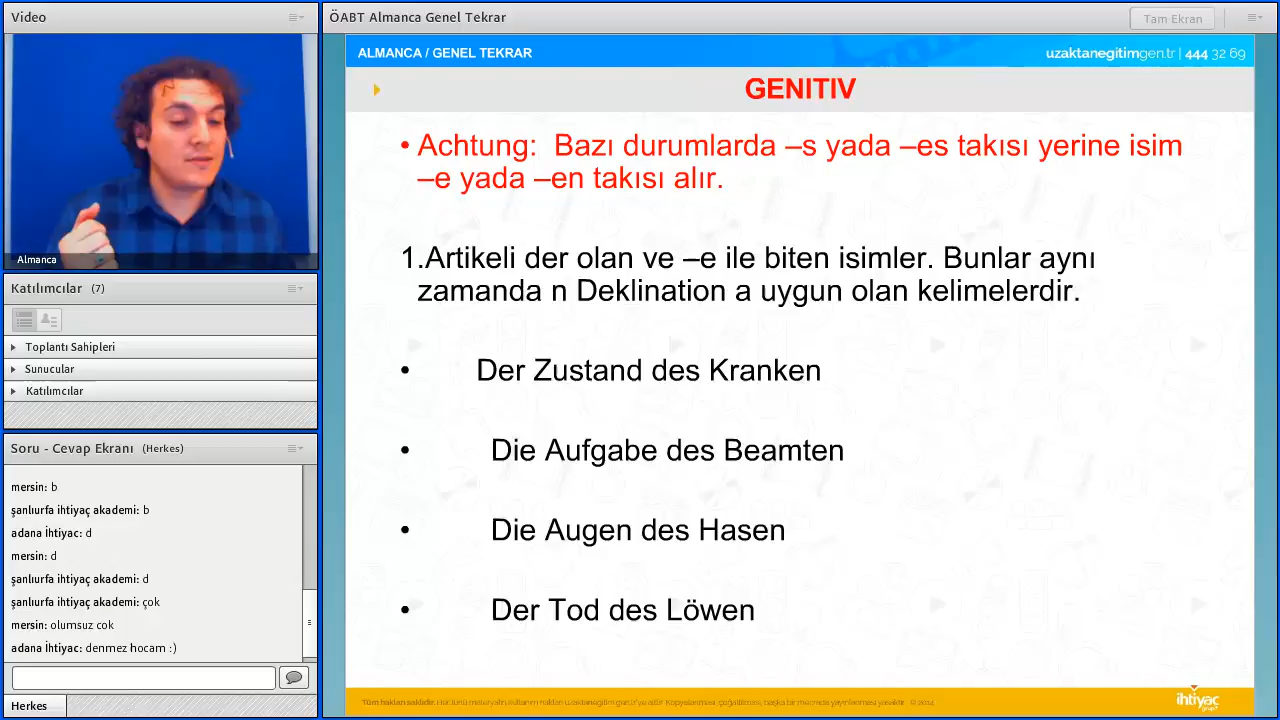 Video
Almanca
Katılımcılar (7)
Toplantı Sahipleri
Sunucular
Katılımcılar
Soru - Cevap Ekranı (Herkes)
mersin: b
şanlıurfa ihtiyaç akademi: b
adana İhtiyaç: d
mersin: d
şanlıurfa ihtiyaç akademi: d
şanlıurfa ihtiyaç akademi: çok
mersin: olumsuz cok
adana İhtiyaç: denmez hocam :)
Herkes
ÖABT Almanca Genel Tekrar
Tam Ekran
ALMANCA / GENEL TEKRAR
uzaktanegitimgen.tr | 444 32 69
GENITIV
• Achtung: Bazı durumlarda –s yada –es takısı yerine isim
–e yada –en takısı alır.
1.Artikeli der olan ve –e ile biten isimler. Bunlar aynı
zamanda n Deklination a uygun olan kelimelerdir.
• Der Zustand des Kranken
• Die Aufgabe des Beamten
• Die Augen des Hasen
• Der Tod des Löwen
Tüm hakları saklıdır.
© 2014
ihtiyaç